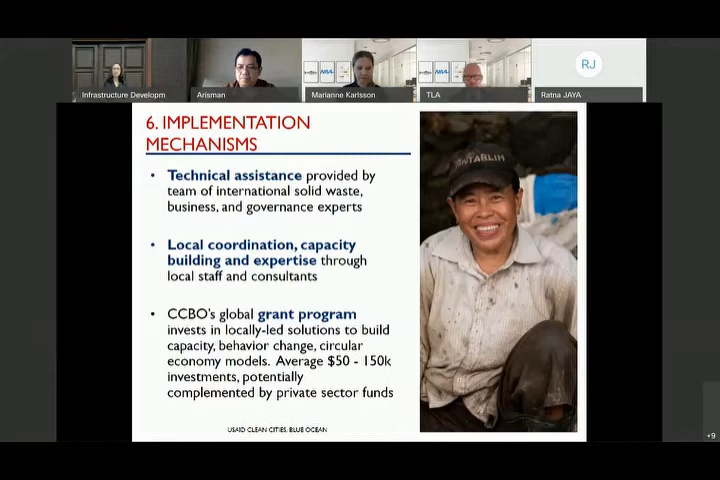 Infrastructure Developm
Arisman
Marianne Karlsson
TLA
RJ
Ratna JAYA
6. IMPLEMENTATION
MECHANISMS
• Technical assistance provided by
team of international solid waste,
business, and governance experts
• Local coordination, capacity
building and expertise through
local staff and consultants
• CCBO's global grant program
invests in locally-led solutions to build
capacity, behavior change, circular
economy models. Average $50 - 150k
investments, potentially
complemented by private sector funds
USAID CLEAN CITIES, BLUE OCEAN
+9